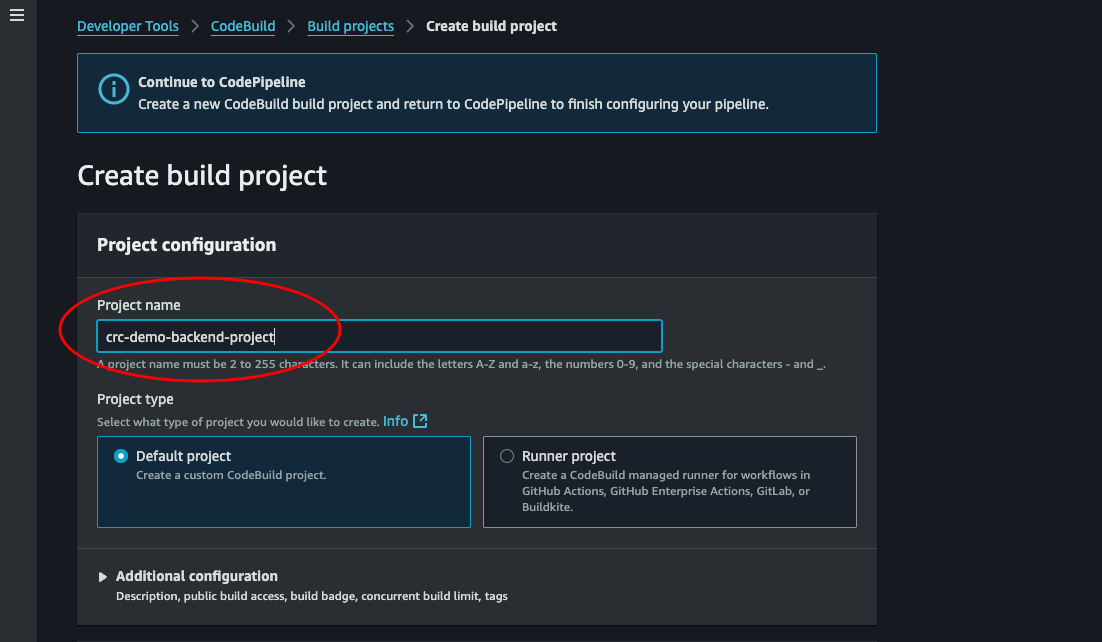 Developer Tools > CodeBuild > Build projects > Create build project
Continue to CodePipeline
Create a new CodeBuild build project and return to CodePipeline to finish configuring your pipeline.
Create build project
Project configuration
Project name
crc-demo-backend-project
A project name must be 2 to 255 characters. It can include the letters A-Z and a-z, the numbers 0-9, and the special characters - and _.
Project type
Select what type of project you would like to create. Info
Default project
Create a custom CodeBuild project.
Runner project
Create a CodeBuild managed runner for workflows in
GitHub Actions, GitHub Enterprise Actions, GitLab, or
Buildkite.
Additional configuration
Description, public build access, build badge, concurrent build limit, tags